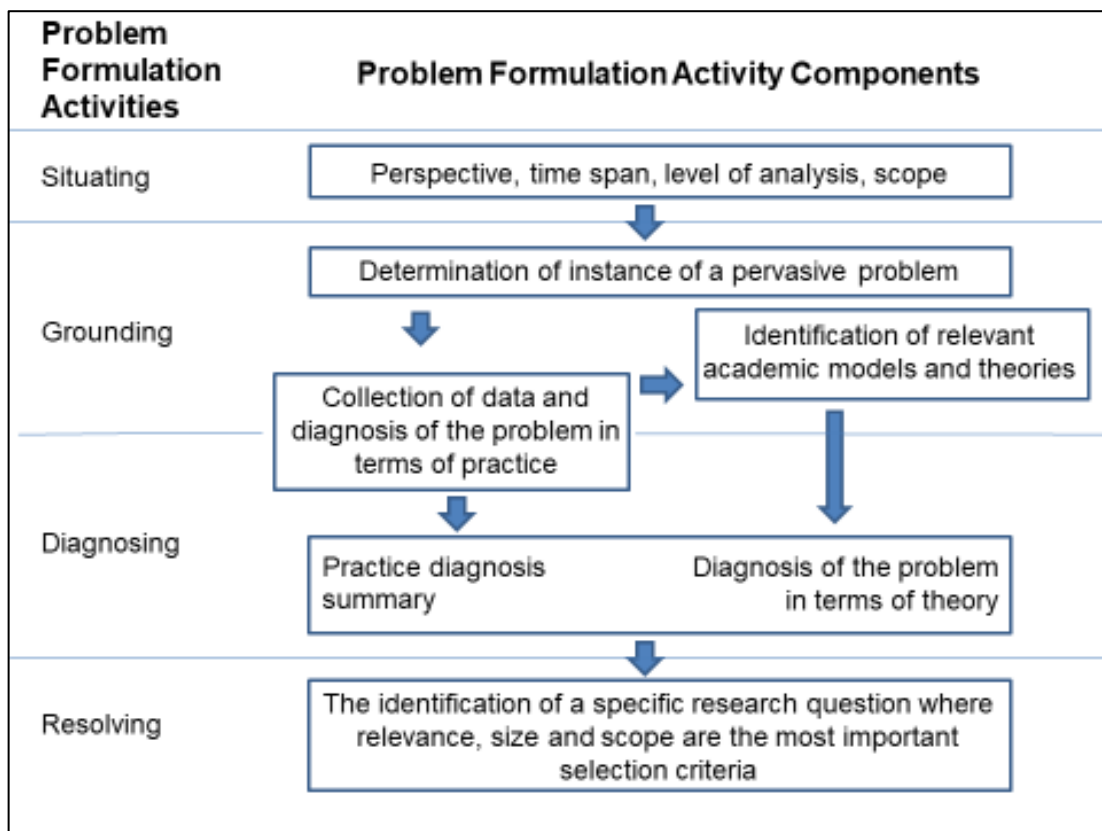 Problem
Formulation
Activities
Problem Formulation Activity Components
Situating
Perspective, time span, level of analysis, scope
Grounding
Determination of instance of a pervasive problem
Identification of relevant
academic models and theories
Collection of data and
diagnosis of the problem in
terms of practice
Diagnosing
Practice diagnosis
summary
Diagnosis of the problem
in terms of theory
Resolving
The identification of a specific research question where
relevance, size and scope are the most important
selection criteria